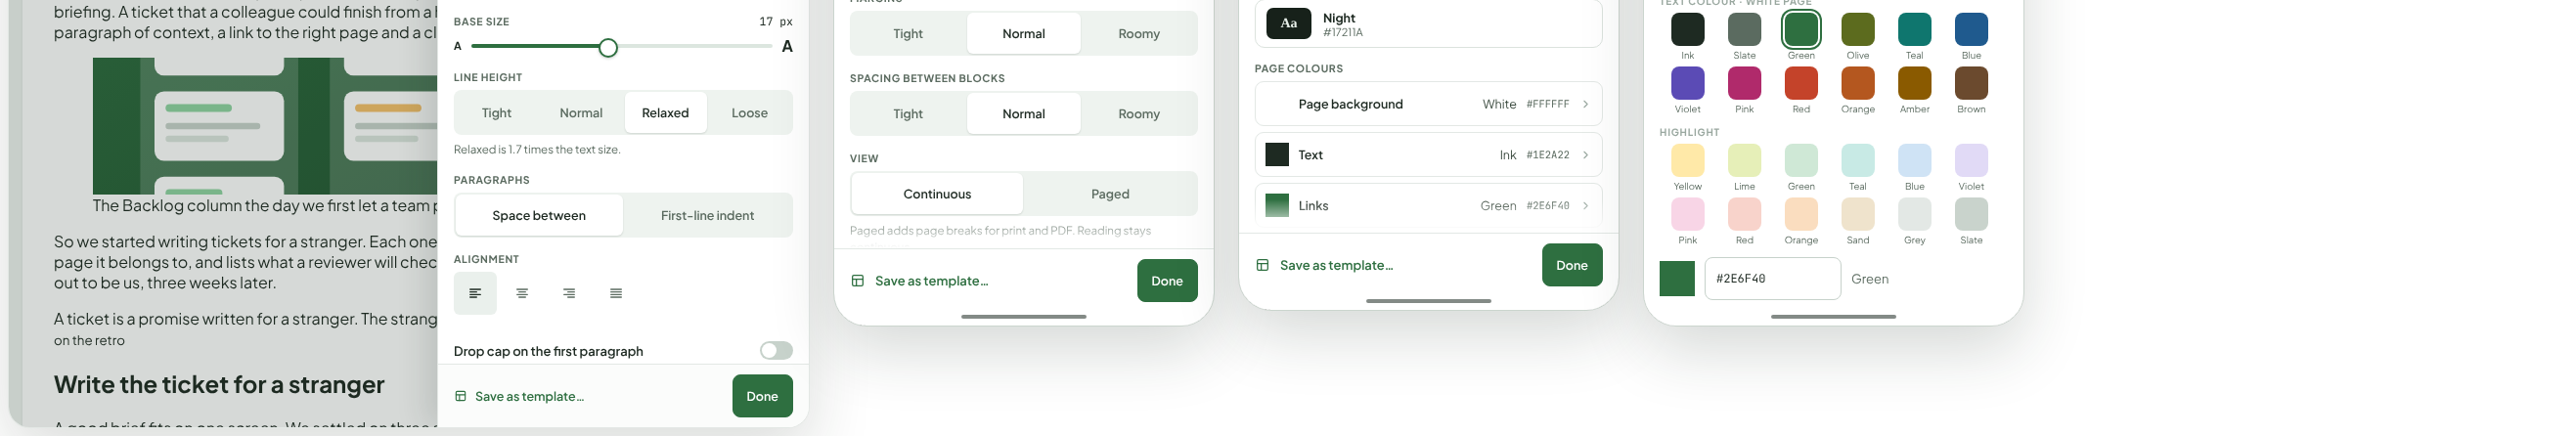 briefing. A ticket that a colleague could finish from a
paragraph of context, a link to the right page and a
The Backlog column the day we first let a team
So we started writing tickets for a stranger. Each one
page it belongs to, and lists what a reviewer will
out to be us, three weeks later.
A ticket is a promise written for a stranger. The
on the retro
Write the ticket for a stranger
BASE SIZE 17 px
A A
LINE HEIGHT
Tight Normal Relaxed Loose
Relaxed is 1.7 times the text size.
PARAGRAPHS
Space between First-line indent
ALIGNMENT
Drop cap on the first paragraph
Save as template… Done
MARGINS
Tight Normal Roomy
SPACING BETWEEN BLOCKS
Tight Normal Roomy
VIEW
Continuous Paged
Paged adds page breaks for print and PDF. Reading stays
Save as template… Done
Aa Night
#17211A
PAGE COLOURS
Page background White #FFFFFF
Text Ink #1E2A22
Links Green #2E6F40
Save as template… Done
TEXT COLOUR · WHITE PAGE
Ink Slate Green Olive Teal Blue
Violet Pink Red Orange Amber Brown
HIGHLIGHT
Yellow Lime Green Teal Blue Violet
Pink Red Orange Sand Grey Slate
#2E6F40 Green